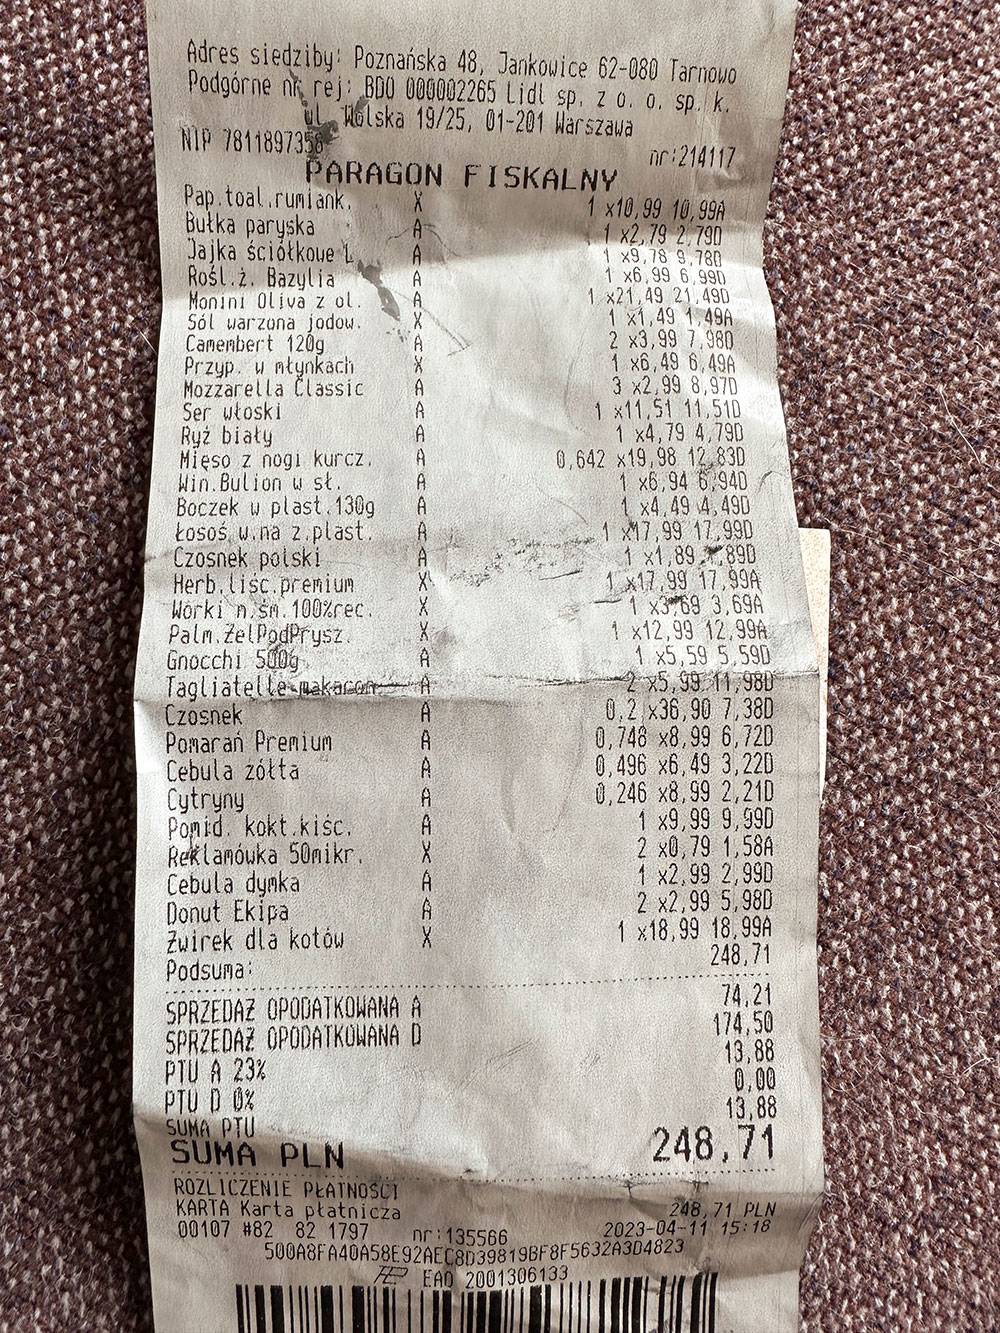 Adres siedziby: Poznańska 48, Jankowice 62-080 Tarnowo
Podgórne nr rej: BDO 000002265 Lidl sp. z o. o. sp. k.
ul. Wolska 19/25, 01-201 Warszawa
NIP 7811897358 nr:214117
PARAGON FISKALNY
Pap.toal.rumiank. X 1 x10,99 10,99A
Bułka paryska A 1 x2,79 2,79D
Jajka ściółkowe L A 1 x9,78 9,78D
Rośl.ż. Bazylia A 1 x6,99 6,99D
Monini Oliva z ol. A 1 x21,49 21,49D
Sól warzona jodow. X 1 x1,49 1,49A
Camembert 120g A 2 x3,99 7,98D
Przyp. w młynkach X 1 x6,49 6,49A
Mozzarella Classic A 3 x2,99 8,97D
Ser włoski A 1 x11,51 11,51D
Ryż biały A 1 x4,79 4,79D
Mięso z nogi kurcz. A 0,642 x19,98 12,83D
Win.Bulion w sł. A 1 x6,94 6,94D
Boczek w plast.130g A 1 x4,49 4,49D
Łosoś w.na z.plast. A 1 x17,99 17,99D
Czosnek polski A 1 x1,89 1,89D
Herb.liśc.premium X 1 x17,99 17,99A
Worki n.śm.100%rec. X 1 x3,69 3,69A
Palm.ŻelPodPrysz. X 1 x12,99 12,99A
Gnocchi 500g A 1 x5,59 5,59D
Tagliatelle makaron A 2 x5,99 11,98D
Czosnek A 0,2 x36,90 7,38D
Pomarań Premium A 0,748 x8,99 6,72D
Cebula żółta A 0,496 x6,49 3,22D
Cytryny A 0,246 x8,99 2,21D
Pomid. kokt.kiśc. A 1 x9,99 9,99D
Reklamówka 50mikr. X 2 x0,79 1,58A
Cebula dymka A 1 x2,99 2,99D
Donut Ekipa A 2 x2,99 5,98D
Żwirek dla kotów X 1 x18,99 18,99A
Podsuma: 248,71
SPRZEDAŻ OPODATKOWANA A 74,21
SPRZEDAŻ OPODATKOWANA D 174,50
PTU A 23% 13,88
PTU D 0% 0,00
SUMA PTU 13,88
SUMA PLN 248,71
ROZLICZENIE PŁATNOŚCI
KARTA Karta płatnicza 248,71 PLN
00107 #82 82 1797 nr:135566 2023-04-11 15:18
500A8FA40A58E92AEC8D39819BF8F5632A3D4823
EAO 2001306133